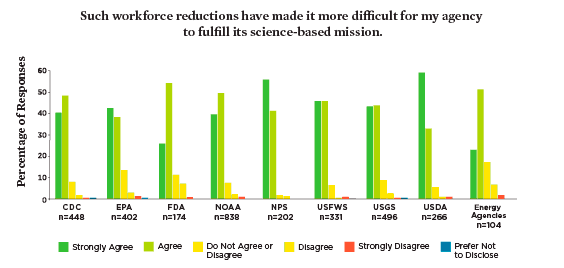 Such workforce reductions have made it more difficult for my agency
to fulfill its science-based mission.
Percentage of Responses
60
50
40
30
20
10
0
CDC EPA FDA NOAA NPS USFWS USGS USDA Energy
Agencies
n=448 n=402 n=174 n=838 n=202 n=331 n=496 n=266 n=104
Strongly Agree Agree Do Not Agree or Disagree Strongly Disagree Prefer Not
Disagree to Disclose